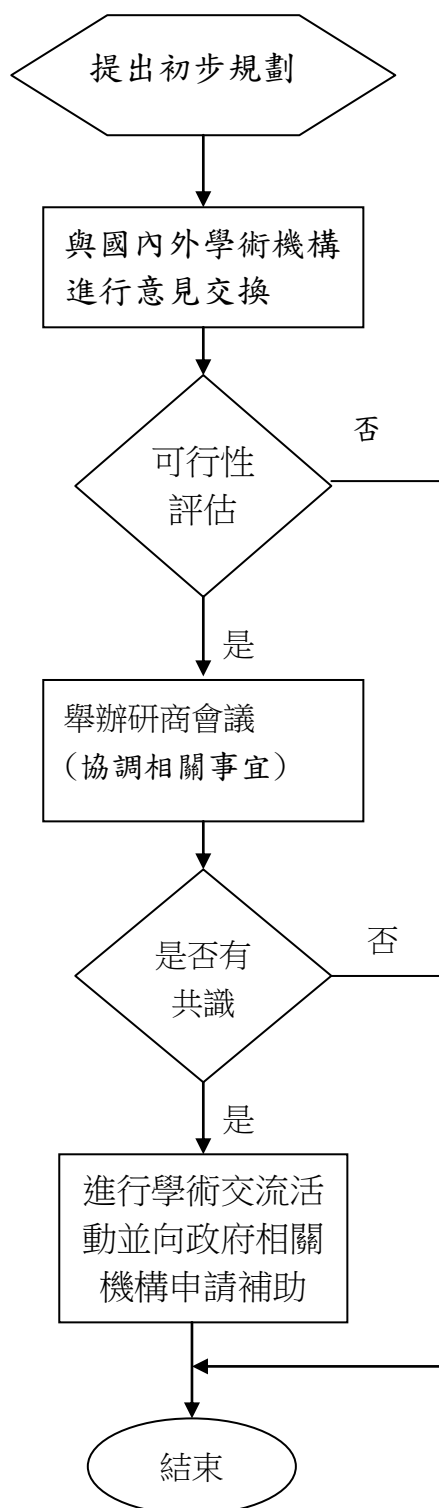 提出初步規劃
與國內外學術機構
進行意見交換
可行性
評估
否
是
舉辦研商會議
(協調相關事宜)
是否有
共識
否
是
進行學術交流活
動並向政府相關
機構申請補助
結束